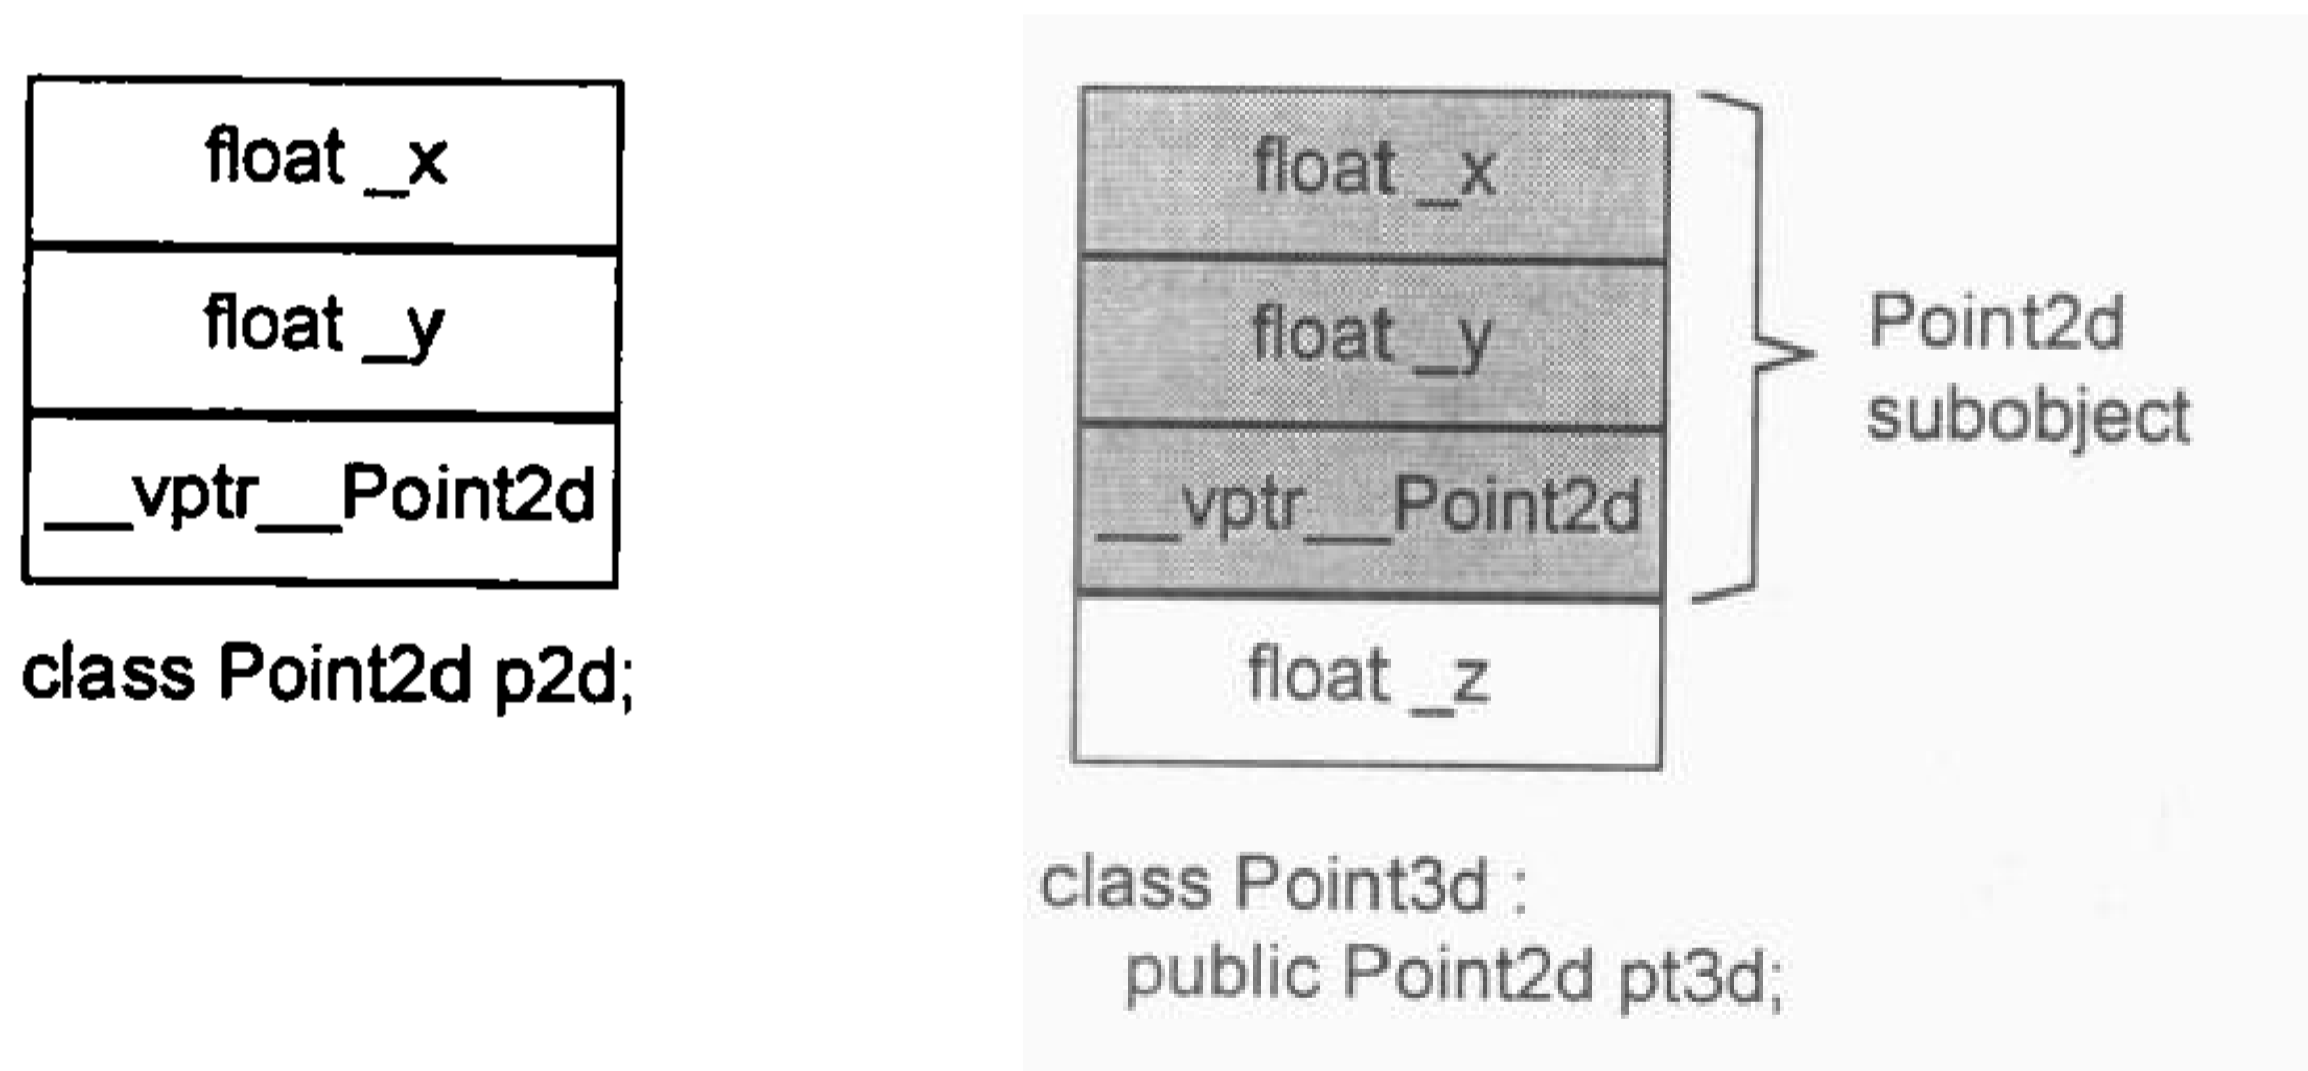 float _x
float _y
__vptr__Point2d
class Point2d p2d;
float _x
float _y
__vptr__Point2d
float _z
Point2d
subobject
class Point3d :
public Point2d pt3d;